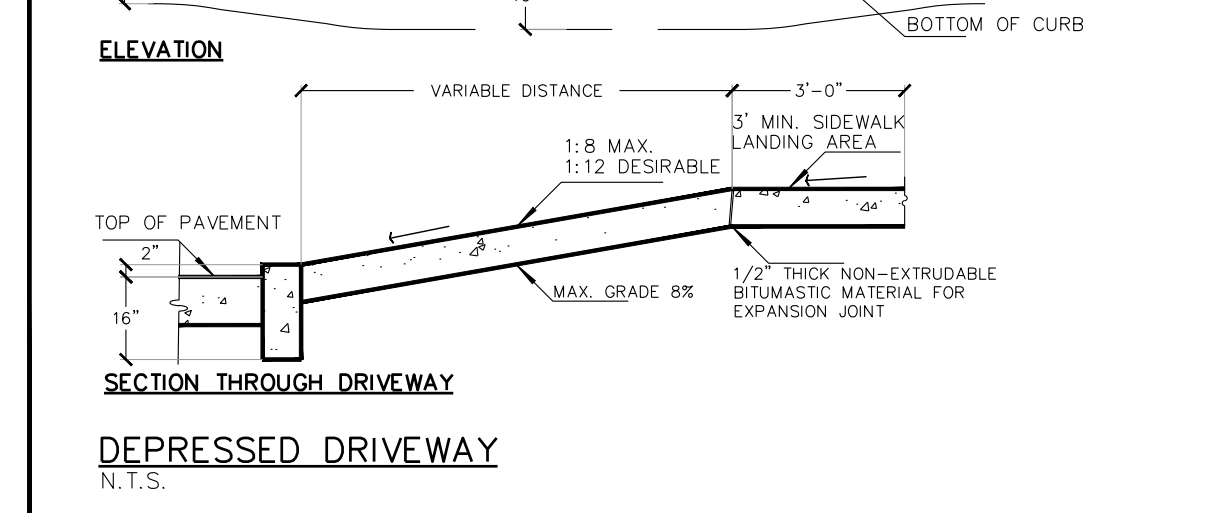 BOTTOM OF CURB
ELEVATION
VARIABLE DISTANCE
3'-0"
3' MIN. SIDEWALK
LANDING AREA
1:8 MAX.
1:12 DESIRABLE
TOP OF PAVEMENT
2"
16"
MAX. GRADE 8%
1/2" THICK NON-EXTRUDABLE
BITUMASTIC MATERIAL FOR
EXPANSION JOINT
SECTION THROUGH DRIVEWAY
DEPRESSED DRIVEWAY
N.T.S.